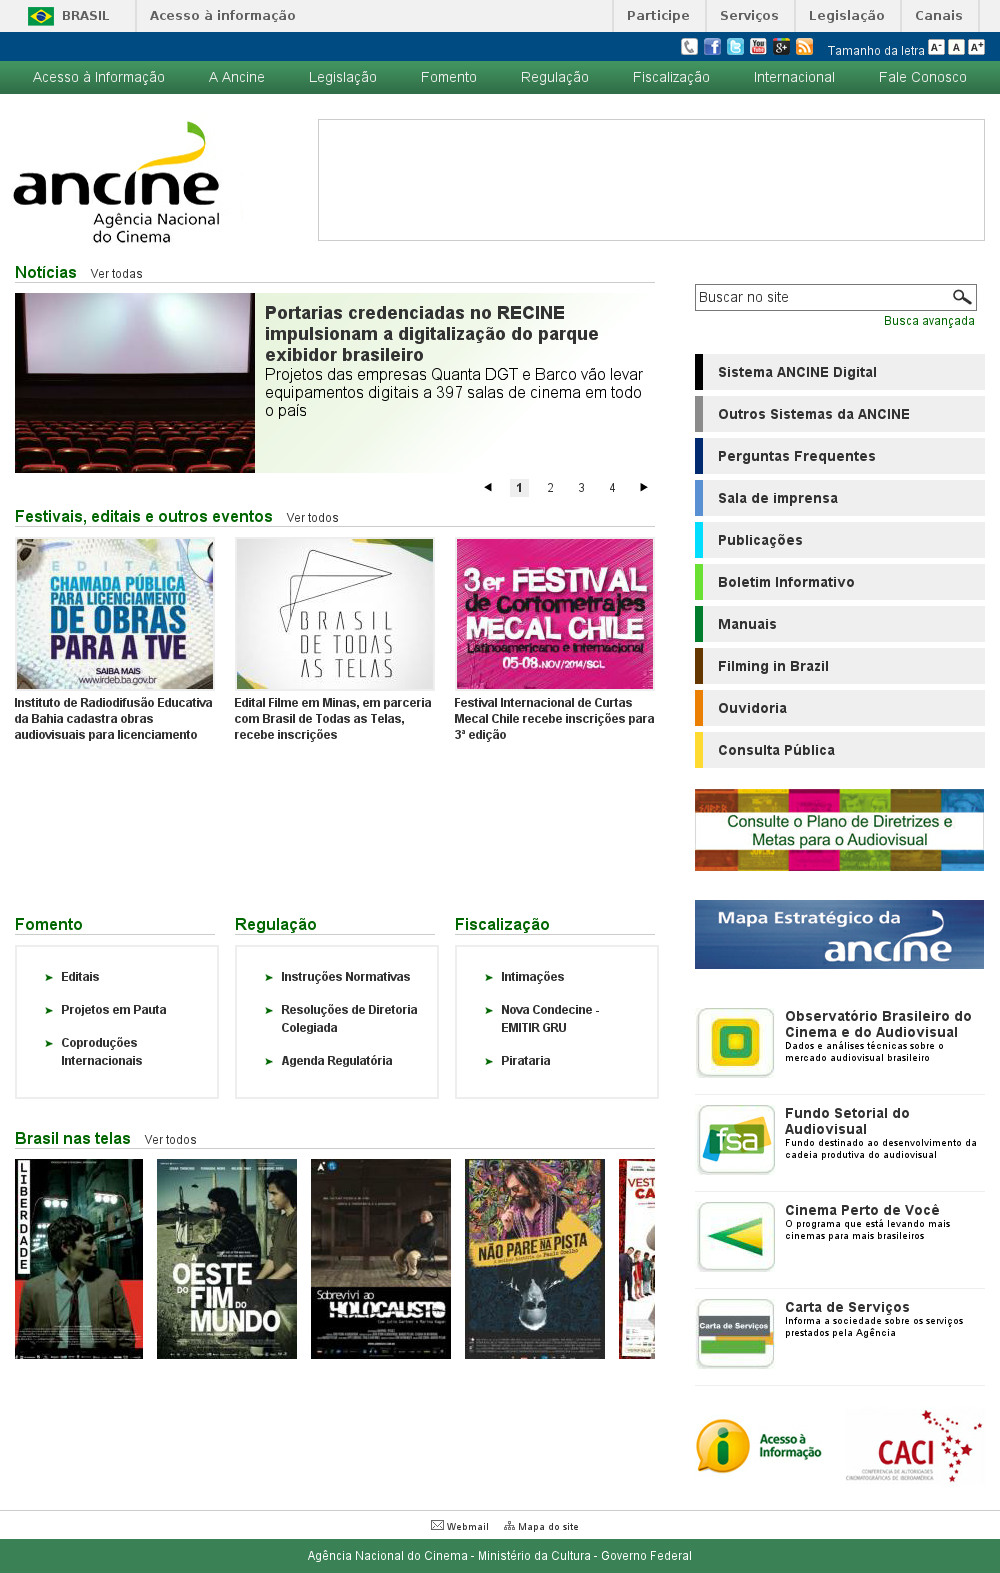 BRASIL
Acesso à informação
Participe
Serviços
Legislação
Canais
Tamanho da letra A- A A+
Acesso à Informação
A Ancine
Legislação
Fomento
Regulação
Fiscalização
Internacional
Fale Conosco
ancine
Agência Nacional
do Cinema
Notícias Ver todas
Portarias credenciadas no RECINE
impulsionam a digitalização do parque
exibidor brasileiro
Projetos das empresas Quanta DGT e Barco vão levar
equipamentos digitais a 397 salas de cinema em todo
o país
1 2 3 4
Buscar no site
Busca avançada
Sistema ANCINE Digital
Outros Sistemas da ANCINE
Perguntas Frequentes
Sala de imprensa
Publicações
Boletim Informativo
Manuais
Filming in Brazil
Ouvidoria
Consulta Pública
Festivais, editais e outros eventos Ver todos
EDITAL
CHAMADA PÚBLICA
PARA LICENCIAMENTO
DE OBRAS
PARA A TVE
SAIBA MAIS
www.irdeb.ba.gov.br
BRASIL
DE TODAS
AS TELAS
3er FESTIVAL
de Cortometrajes
MECAL CHILE
Latinoamericano e Internacional
05-08.NOV/2014/SCL
Instituto de Radiodifusão Educativa
da Bahia cadastra obras
audiovisuais para licenciamento
Edital Filme em Minas, em parceria
com Brasil de Todas as Telas,
recebe inscrições
Festival Internacional de Curtas
Mecal Chile recebe inscrições para
3ª edição
Consulte o Plano de Diretrizes e
Metas para o Audiovisual
Mapa Estratégico da
ancine
Fomento
Editais
Projetos em Pauta
Coproduções
Internacionais
Regulação
Instruções Normativas
Resoluções de Diretoria
Colegiada
Agenda Regulatória
Fiscalização
Intimações
Nova Condecine -
EMITIR GRU
Pirataria
Observatório Brasileiro do
Cinema e do Audiovisual
Dados e análises técnicas sobre o
mercado audiovisual brasileiro
fsa
Fundo Setorial do
Audiovisual
Fundo destinado ao desenvolvimento da
cadeia produtiva do audiovisual
Cinema Perto de Você
O programa que está levando mais
cinemas para mais brasileiros
Carta de Serviços
Carta de Serviços
Informa a sociedade sobre os serviços
prestados pela Agência
Brasil nas telas Ver todos
LIBERDADE
OESTE
DO FIM DO
MUNDO
Sobrevivi ao
HOLOCAUSTO
NÃO PARE NA PISTA
A melhor história de Paulo Coelho
VEST
CA
Acesso à
Informação
CACI
CONFERENCIA DE AUTORIDADES
CINEMATOGRÁFICAS DE IBEROAMÉRICA
Webmail
Mapa do site
Agência Nacional do Cinema - Ministério da Cultura - Governo Federal